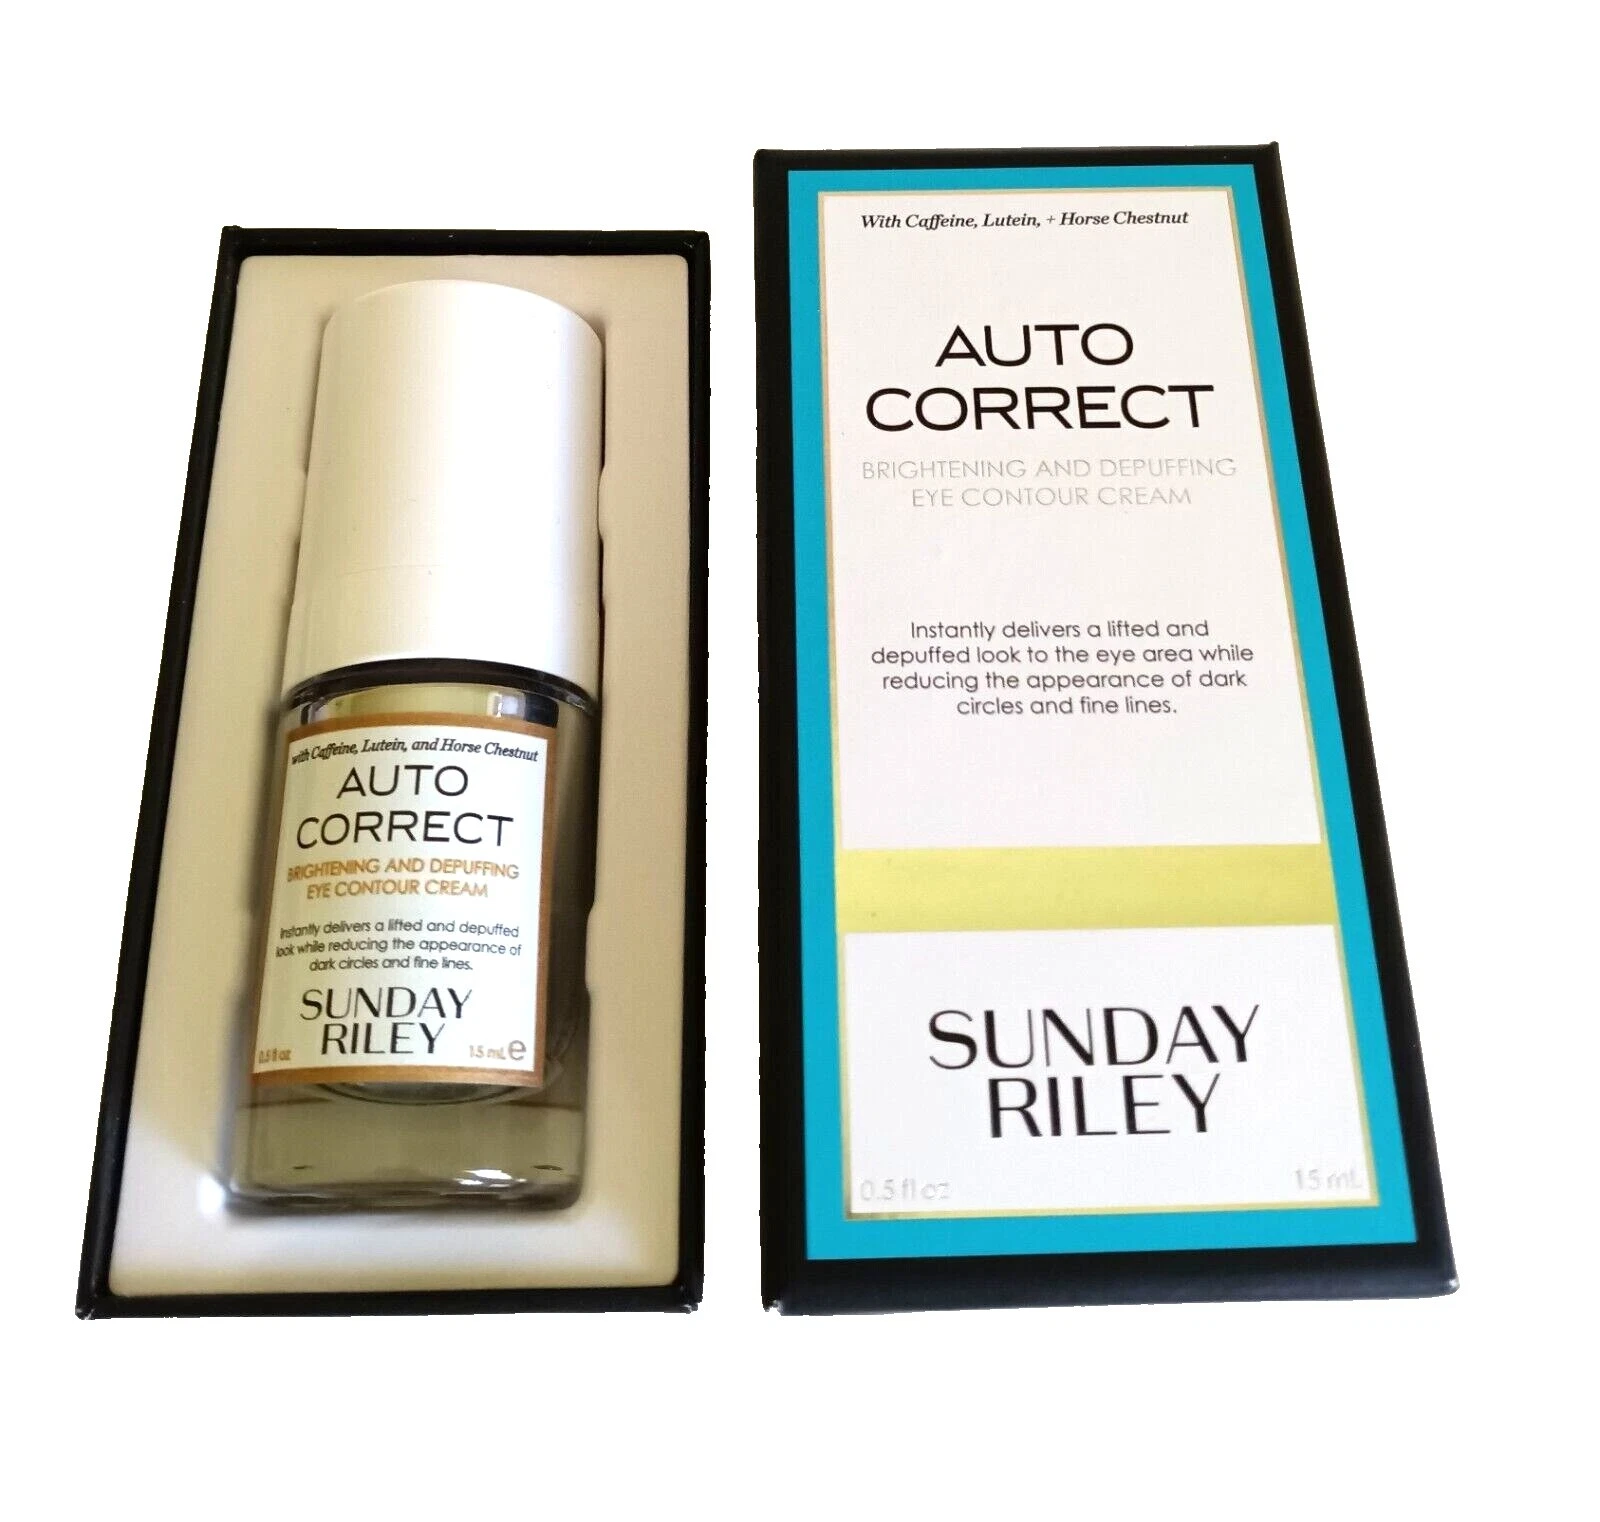 with Caffeine, Lutein, and Horse Chestnut
AUTO
CORRECT
BRIGHTENING AND DEPUFFING
EYE CONTOUR CREAM
Instantly delivers a lifted and depuffed
look while reducing the appearance of
dark circles and fine lines.
SUNDAY
RILEY
0.5 fl oz 15 mL e
With Caffeine, Lutein, + Horse Chestnut
AUTO
CORRECT
BRIGHTENING AND DEPUFFING
EYE CONTOUR CREAM
Instantly delivers a lifted and
depuffed look to the eye area while
reducing the appearance of dark
circles and fine lines.
SUNDAY
RILEY
0.5 fl oz 15 mL